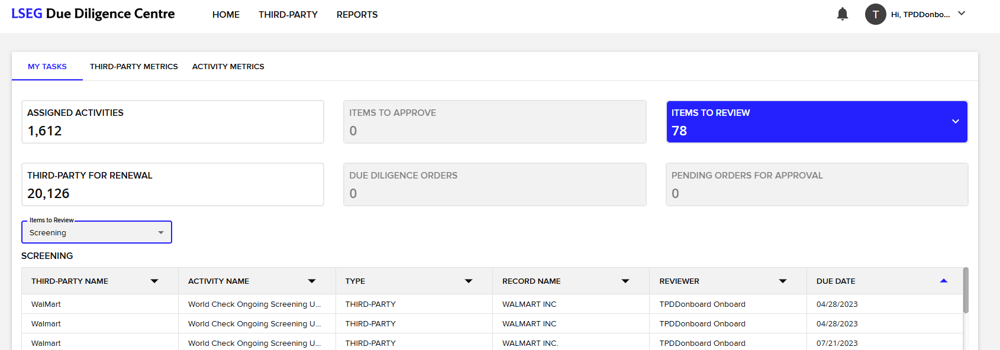 LSEG Due Diligence Centre HOME THIRD-PARTY REPORTS T Hi, TPDDonbo...
MY TASKS THIRD-PARTY METRICS ACTIVITY METRICS
ASSIGNED ACTIVITIES
1,612
ITEMS TO APPROVE
0
ITEMS TO REVIEW
78
THIRD-PARTY FOR RENEWAL
20,126
DUE DILIGENCE ORDERS
0
PENDING ORDERS FOR APPROVAL
0
Items to Review
Screening
SCREENING
THIRD-PARTY NAME ACTIVITY NAME TYPE RECORD NAME REVIEWER DUE DATE
WalMart World Check Ongoing Screening U... THIRD-PARTY WALMART INC TPDDonboard Onboard 04/28/2023
Walmart World Check Ongoing Screening U... THIRD-PARTY WALMART INC TPDDonboard Onboard 04/28/2023
Walmart World Check Ongoing Screening U... THIRD-PARTY WALMART INC. TPDDonboard Onboard 07/21/2023